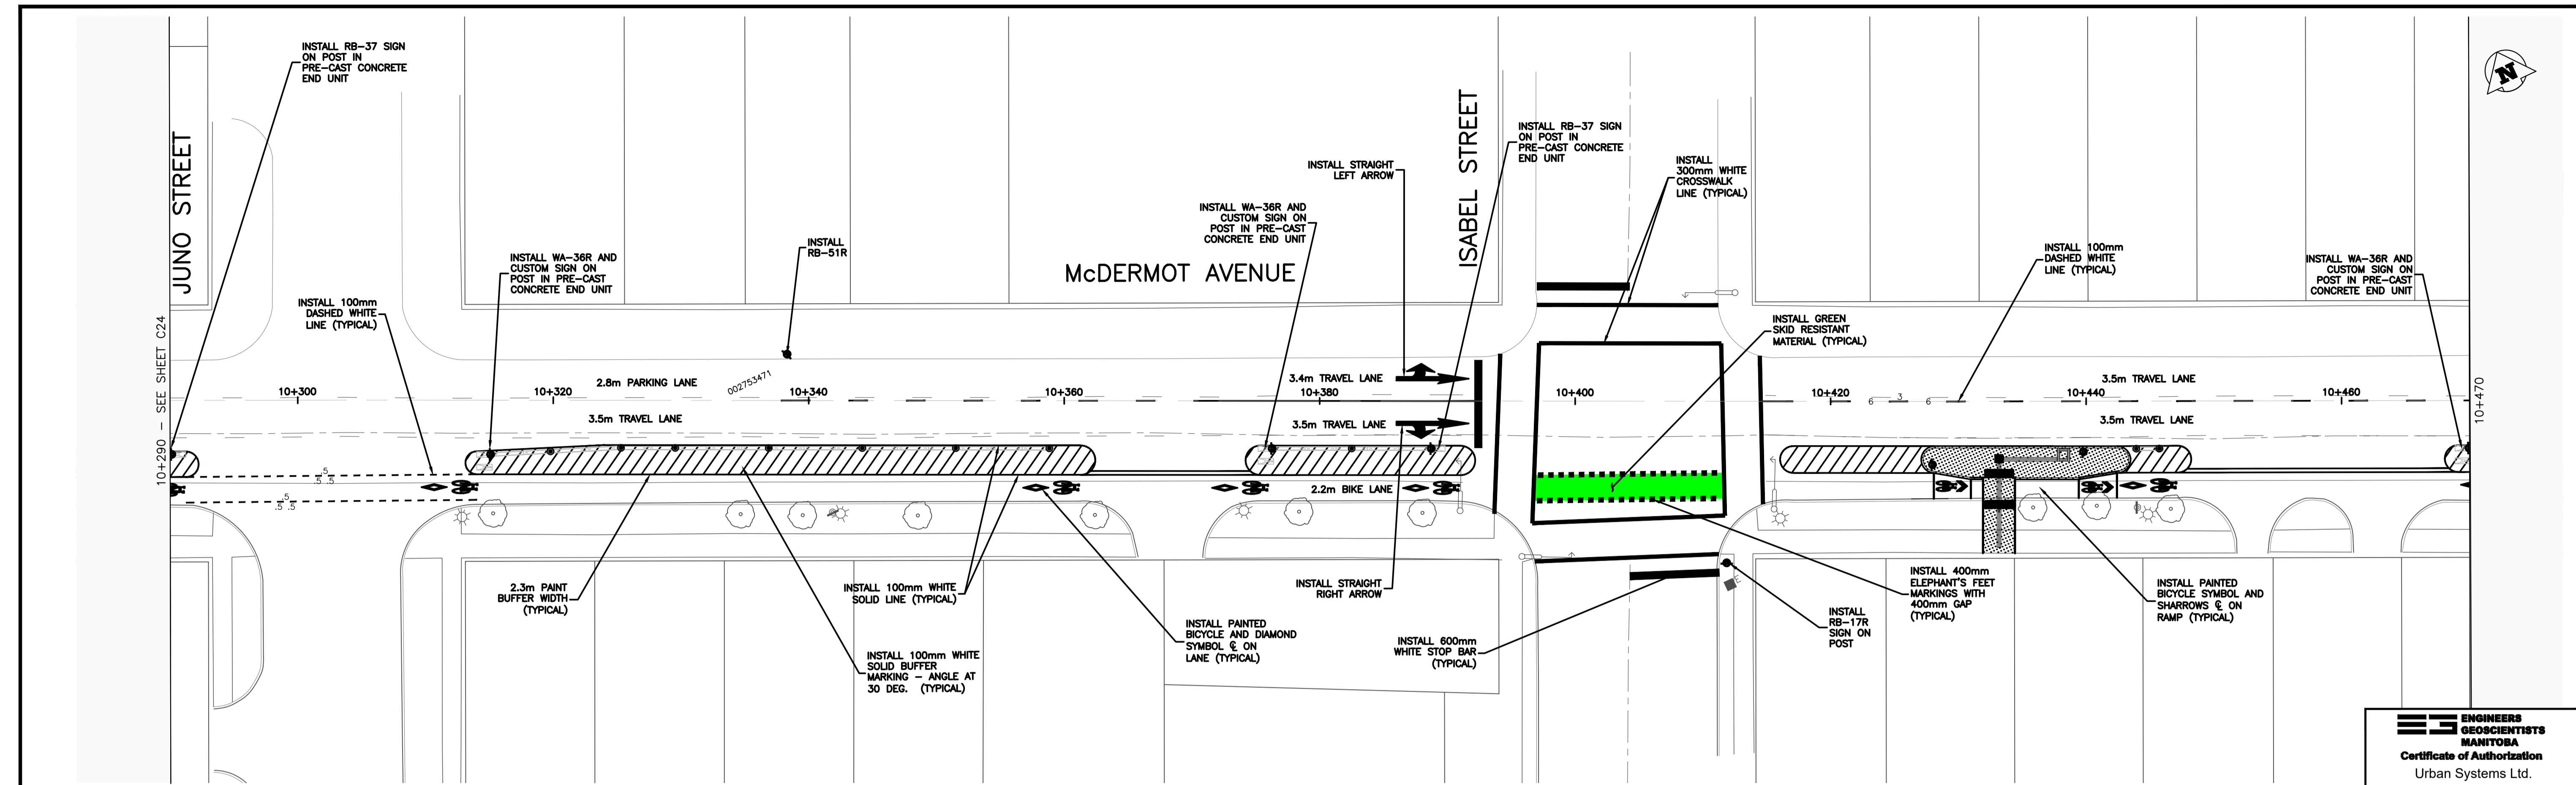 INSTALL RB-37 SIGN
ON POST IN
PRE-CAST CONCRETE
END UNIT
JUNO STREET
10+290 - SEE SHEET C24
INSTALL 100mm
DASHED WHITE
LINE (TYPICAL)
INSTALL WA-36R AND
CUSTOM SIGN ON
POST IN PRE-CAST
CONCRETE END UNIT
INSTALL
RB-51R
McDERMOT AVENUE
INSTALL WA-36R AND
CUSTOM SIGN ON
POST IN PRE-CAST
CONCRETE END UNIT
INSTALL STRAIGHT
LEFT ARROW
ISABEL STREET
INSTALL RB-37 SIGN
ON POST IN
PRE-CAST CONCRETE
END UNIT
INSTALL
300mm WHITE
CROSSWALK
LINE (TYPICAL)
INSTALL GREEN
SKID RESISTANT
MATERIAL (TYPICAL)
INSTALL 100mm
DASHED WHITE
LINE (TYPICAL)
INSTALL WA-36R AND
CUSTOM SIGN ON
POST IN PRE-CAST
CONCRETE END UNIT
N
10+470
2.8m PARKING LANE
002753471
3.4m TRAVEL LANE
3.5m TRAVEL LANE
10+300
10+320
10+340
10+360
10+380
10+400
10+420
10+440
10+460
6
3
6
3.5m TRAVEL LANE
3.5m TRAVEL LANE
3.5m TRAVEL LANE
.5
.5 .5
.5
.5 .5
2.2m BIKE LANE
2.3m PAINT
BUFFER WIDTH
(TYPICAL)
INSTALL 100mm WHITE
SOLID LINE (TYPICAL)
INSTALL 100mm WHITE
SOLID BUFFER
MARKING - ANGLE AT
30 DEG. (TYPICAL)
INSTALL PAINTED
BICYCLE AND DIAMOND
SYMBOL ℄ ON
LANE (TYPICAL)
INSTALL STRAIGHT
RIGHT ARROW
INSTALL 600mm
WHITE STOP BAR
(TYPICAL)
INSTALL
RB-17R
SIGN ON
POST
INSTALL 400mm
ELEPHANT'S FEET
MARKINGS WITH
400mm GAP
(TYPICAL)
INSTALL PAINTED
BICYCLE SYMBOL AND
SHARROWS ℄ ON
RAMP (TYPICAL)
ENGINEERS
GEOSCIENTISTS
MANITOBA
Certificate of Authorization
Urban Systems Ltd.